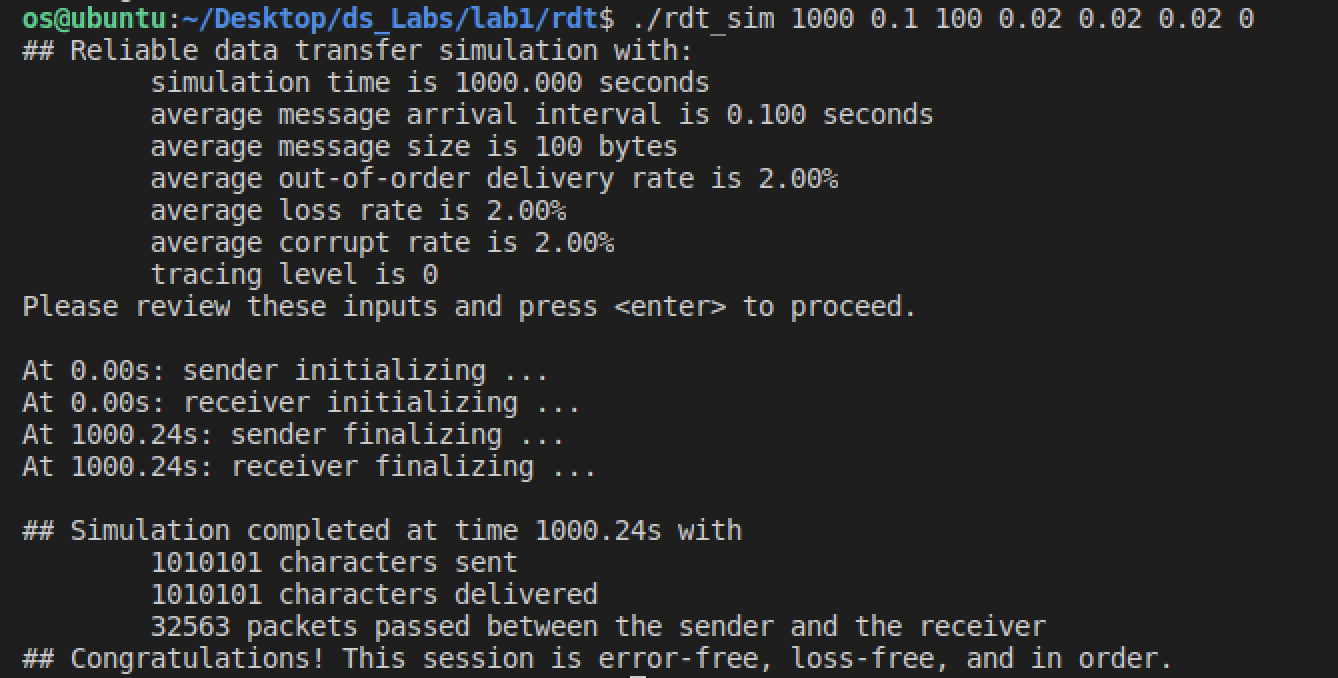 os@ubuntu:~/Desktop/ds_Labs/lab1/rdt$ ./rdt_sim 1000 0.1 100 0.02 0.02 0.02 0
## Reliable data transfer simulation with:
        simulation time is 1000.000 seconds
        average message arrival interval is 0.100 seconds
        average message size is 100 bytes
        average out-of-order delivery rate is 2.00%
        average loss rate is 2.00%
        average corrupt rate is 2.00%
        tracing level is 0
Please review these inputs and press <enter> to proceed.

At 0.00s: sender initializing ...
At 0.00s: receiver initializing ...
At 1000.24s: sender finalizing ...
At 1000.24s: receiver finalizing ...

## Simulation completed at time 1000.24s with
        1010101 characters sent
        1010101 characters delivered
        32563 packets passed between the sender and the receiver
## Congratulations! This session is error-free, loss-free, and in order.